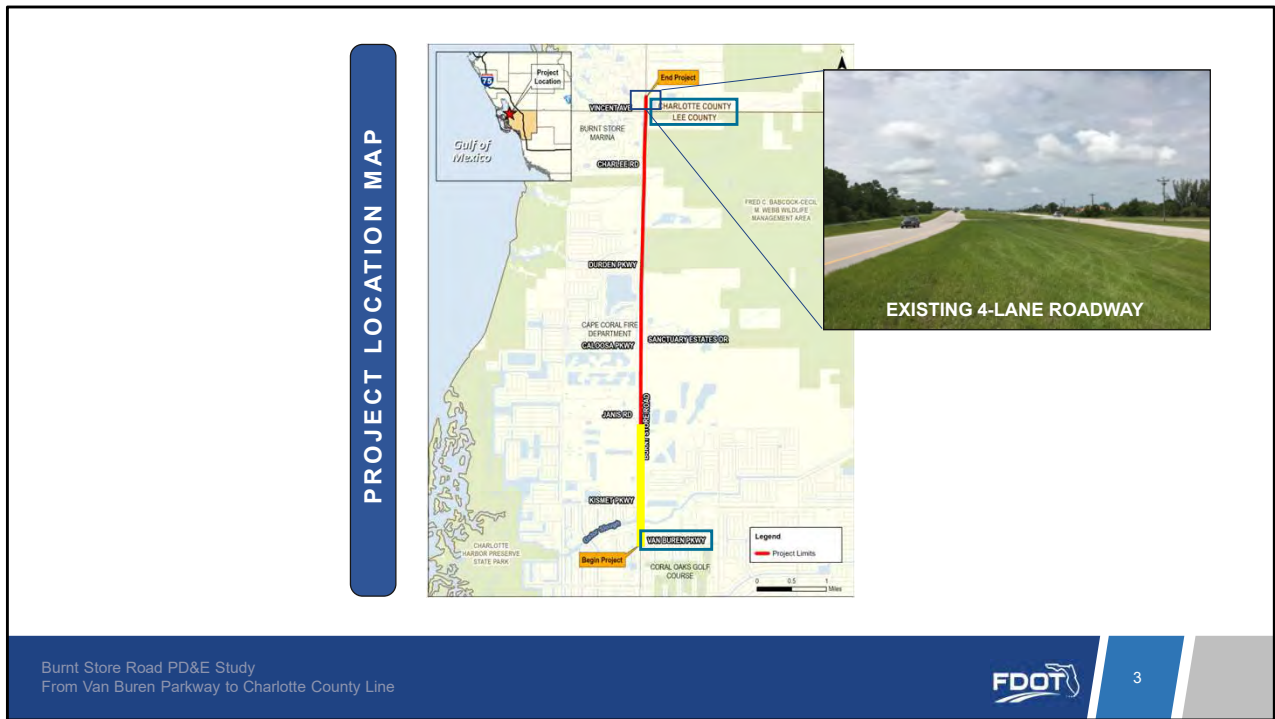 PROJECT LOCATION MAP
75
Project
Location
Gulf of
Mexico
N
End Project
VINCENT AVE
CHARLOTTE COUNTY
LEE COUNTY
BURNT STORE
MARINA
CHARLEE RD
FRED C. BABCOCK-CECIL
M. WEBB WILDLIFE
MANAGEMENT AREA
DURDEN PKWY
CAPE CORAL FIRE
DEPARTMENT
CALOOSA PKWY
SANCTUARY ESTATES DR
JANIS RD
BURNT STORE ROAD
KISMET PKWY
Gator Slough
VAN BUREN PKWY
Begin Project
CHARLOTTE
HARBOR PRESERVE
STATE PARK
CORAL OAKS GOLF
COURSE
Legend
Project Limits
0 0.5 1
Miles
EXISTING 4-LANE ROADWAY
Burnt Store Road PD&E Study
From Van Buren Parkway to Charlotte County Line
FDOT
3